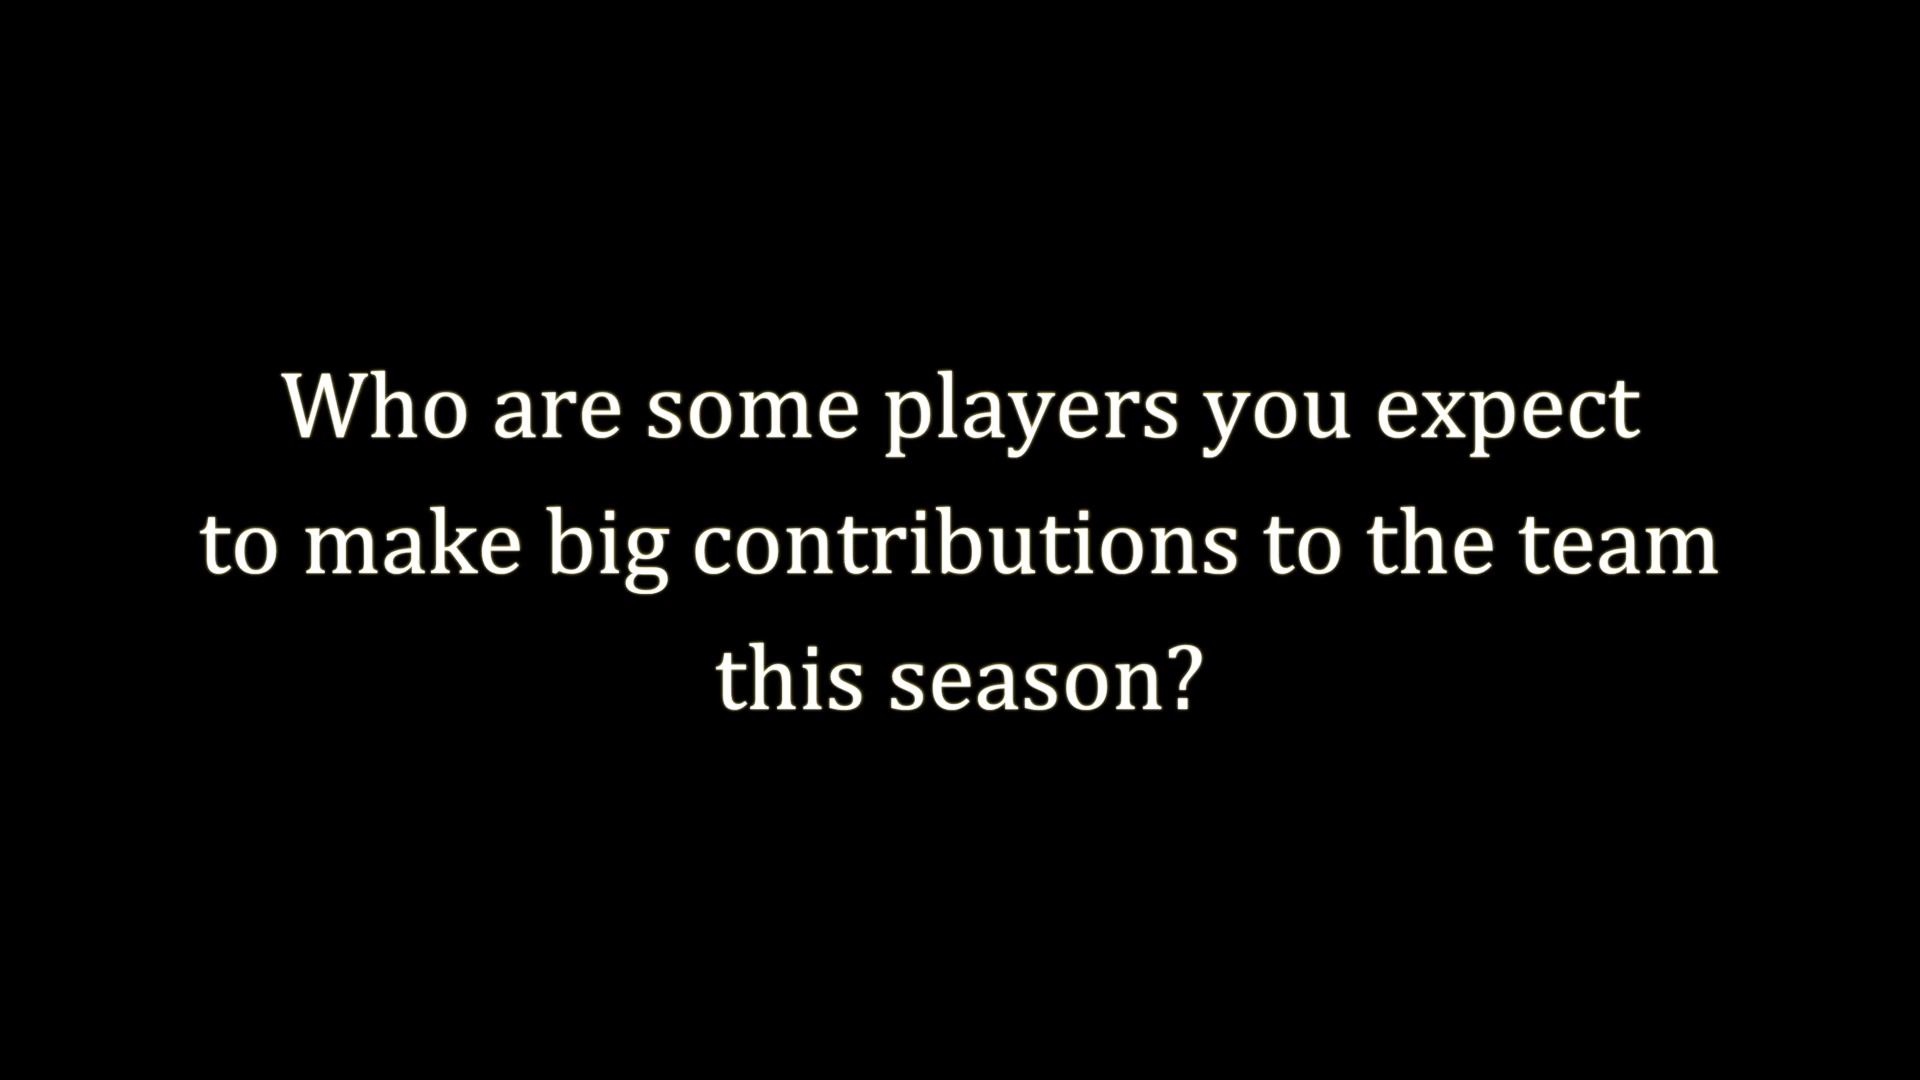 Who are some players you expect
to make big contributions to the team
this season?